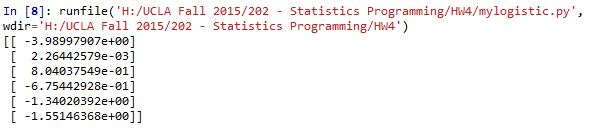 In [8]: runfile('H:/UCLA Fall 2015/202 - Statistics Programming/HW4/mylogistic.py',
wdir='H:/UCLA Fall 2015/202 - Statistics Programming/HW4')
[[ -3.98997907e+00]
[ 2.26442579e-03]
[ 8.04037549e-01]
[ -6.75442928e-01]
[ -1.34020392e+00]
[ -1.55146368e+00]]